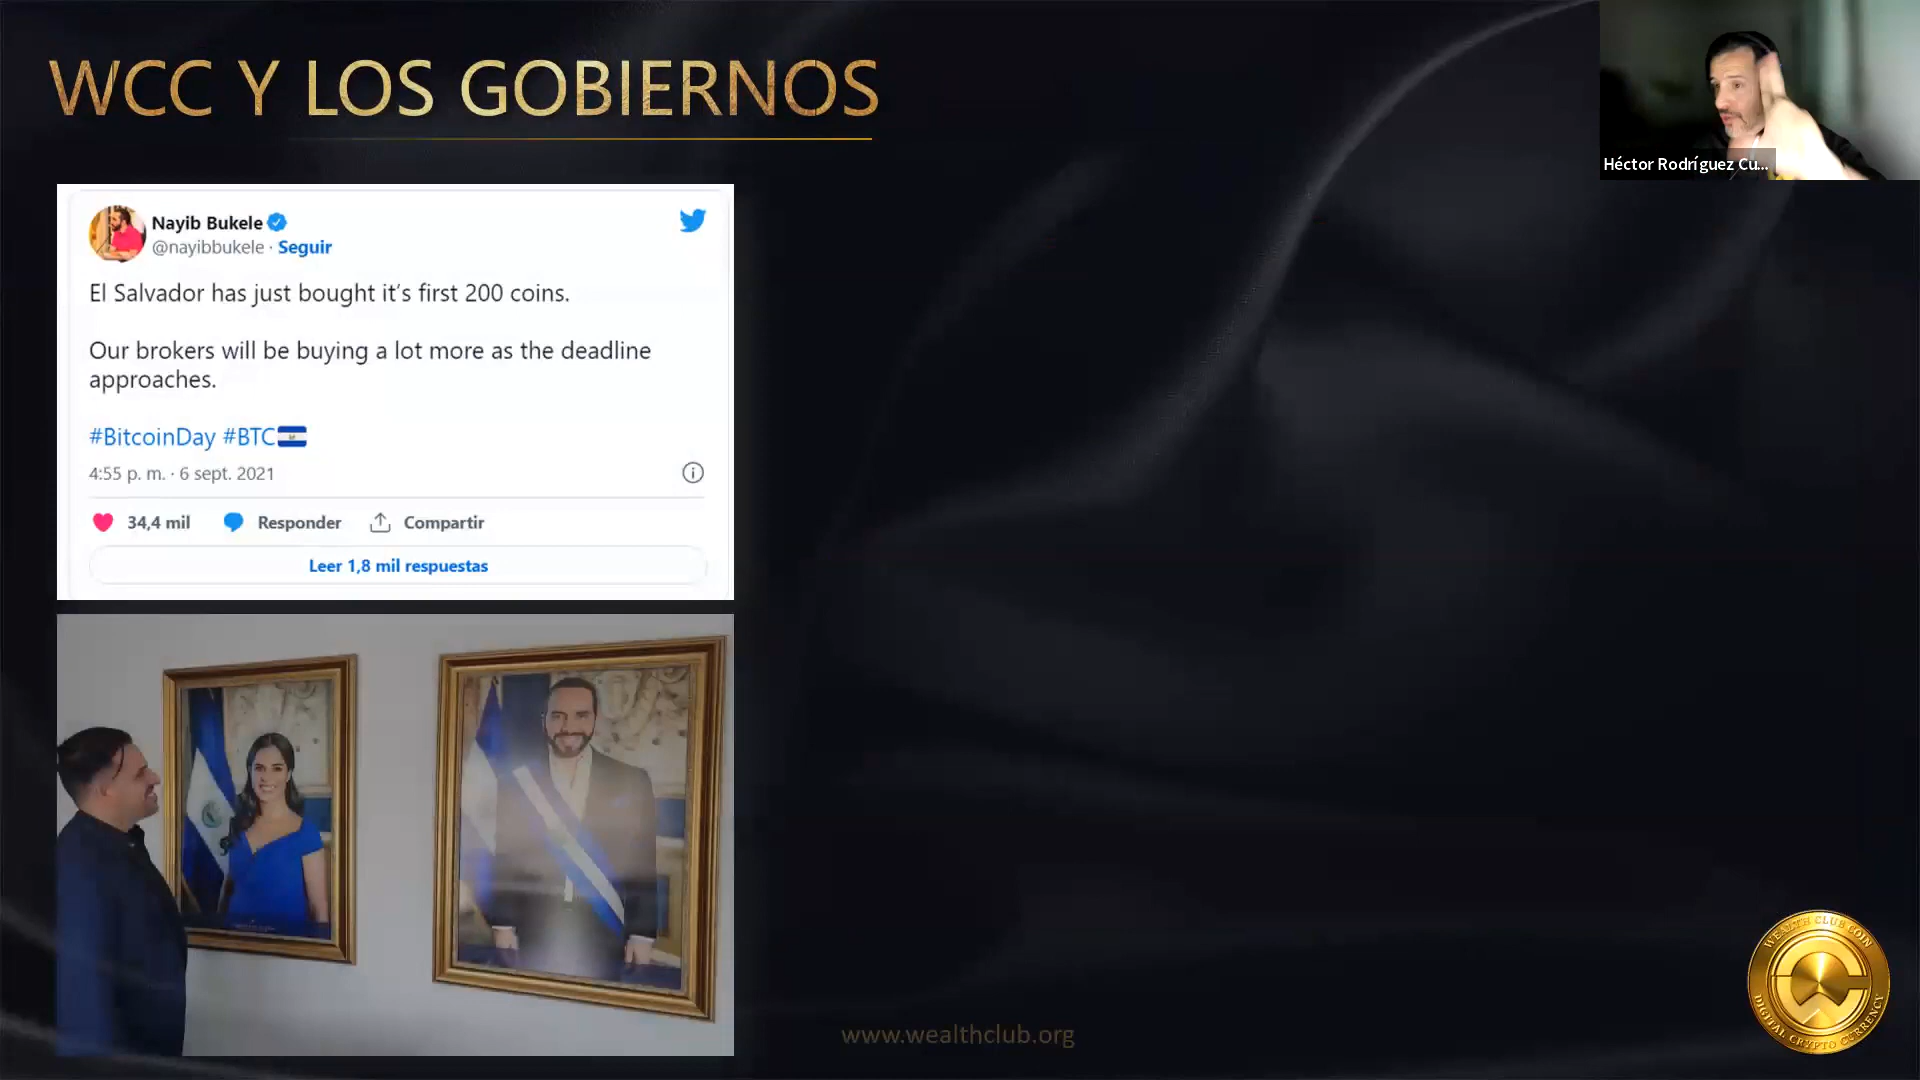 WCC Y LOS GOBIERNOS
Héctor Rodríguez Cu...
Nayib Bukele
@nayibbukele · Seguir
El Salvador has just bought it's first 200 coins.
Our brokers will be buying a lot more as the deadline
approaches.
#BitcoinDay #BTC
4:55 p. m. · 6 sept. 2021
34,4 mil Responder Compartir
Leer 1,8 mil respuestas
www.wealthclub.org
WEALTH CLUB COIN
DIGITAL CRYPTO CURRENCY